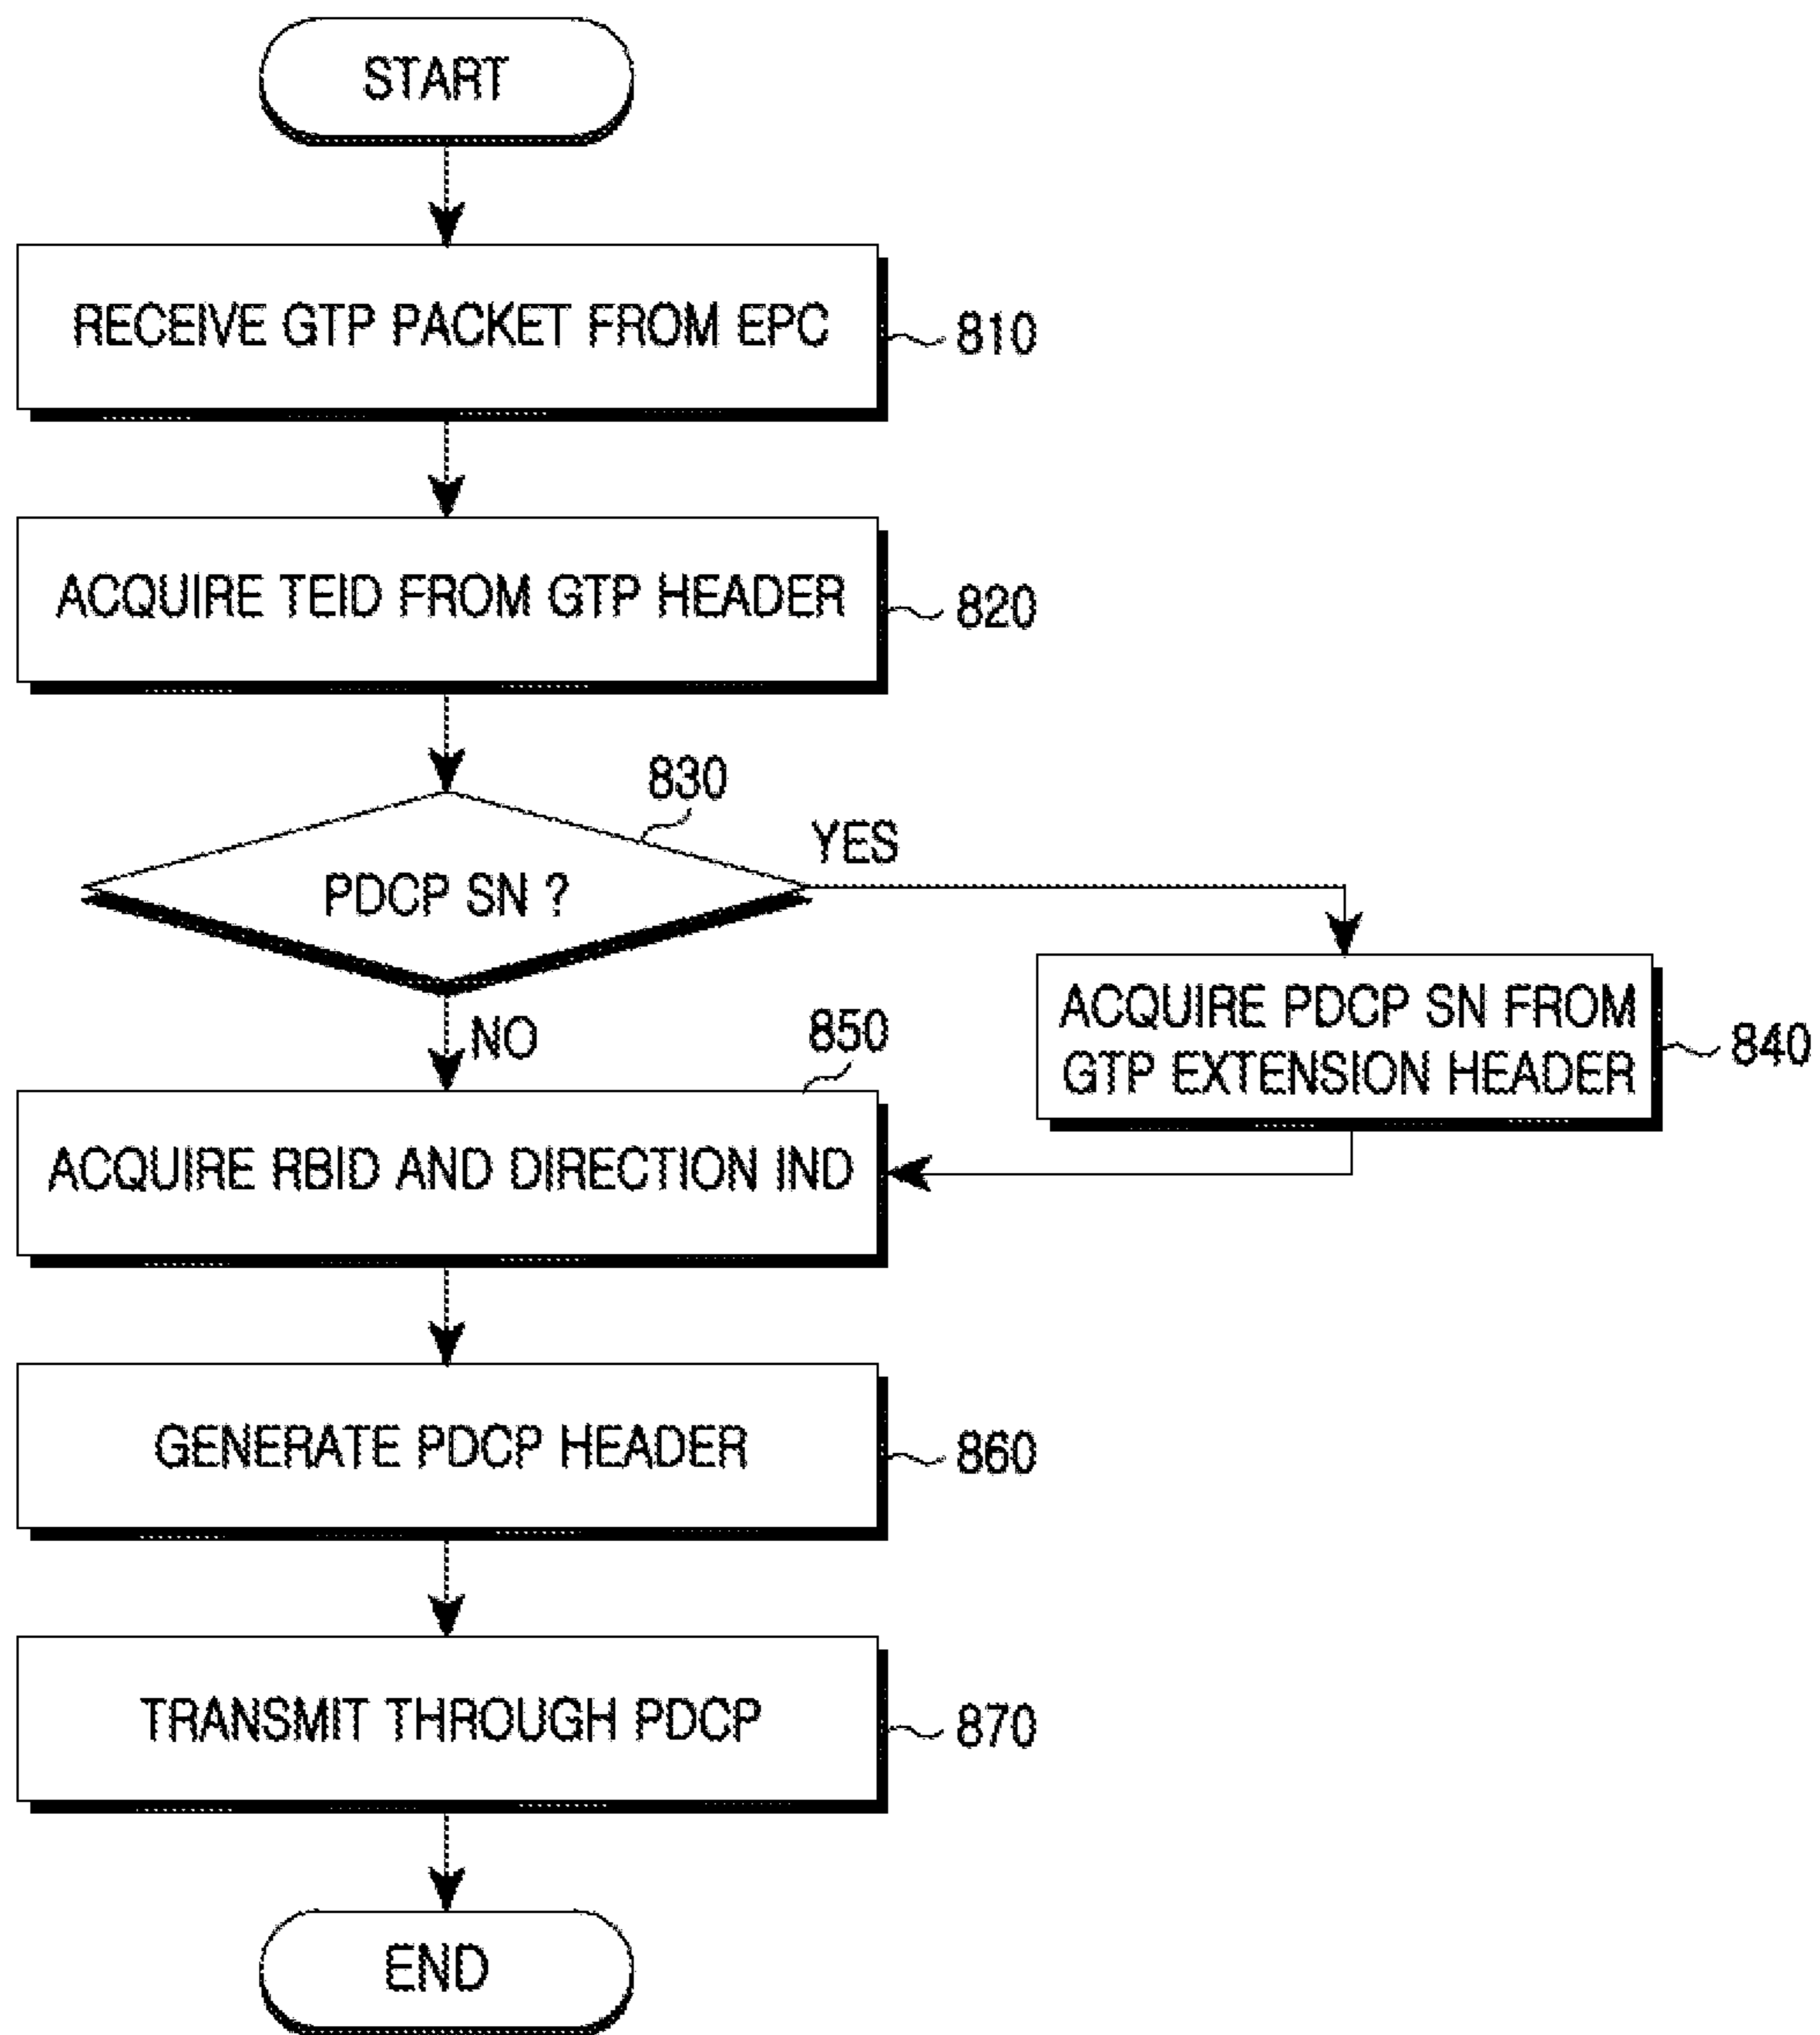 START
RECEIVE GTP PACKET FROM EPC
810
ACQUIRE TEID FROM GTP HEADER
820
830
PDCP SN ?
YES
ACQUIRE PDCP SN FROM
GTP EXTENSION HEADER
840
NO
850
ACQUIRE RBID AND DIRECTION IND
GENERATE PDCP HEADER
860
TRANSMIT THROUGH PDCP
870
END